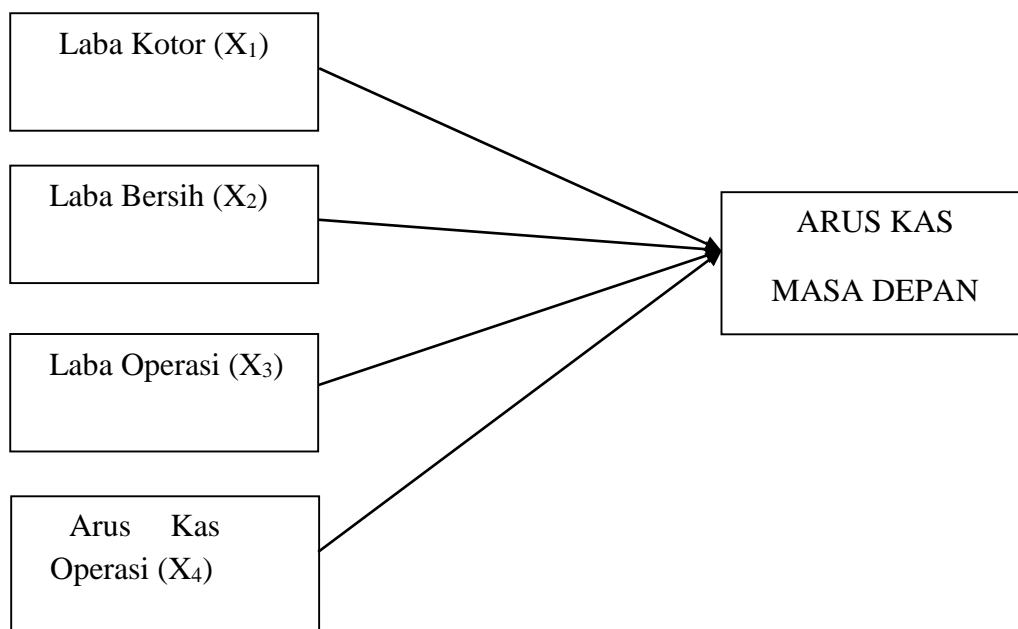 Laba Kotor (X₁)
Laba Bersih (X₂)
Laba Operasi (X₃)
Arus Kas
Operasi (X₄)
ARUS KAS
MASA DEPAN